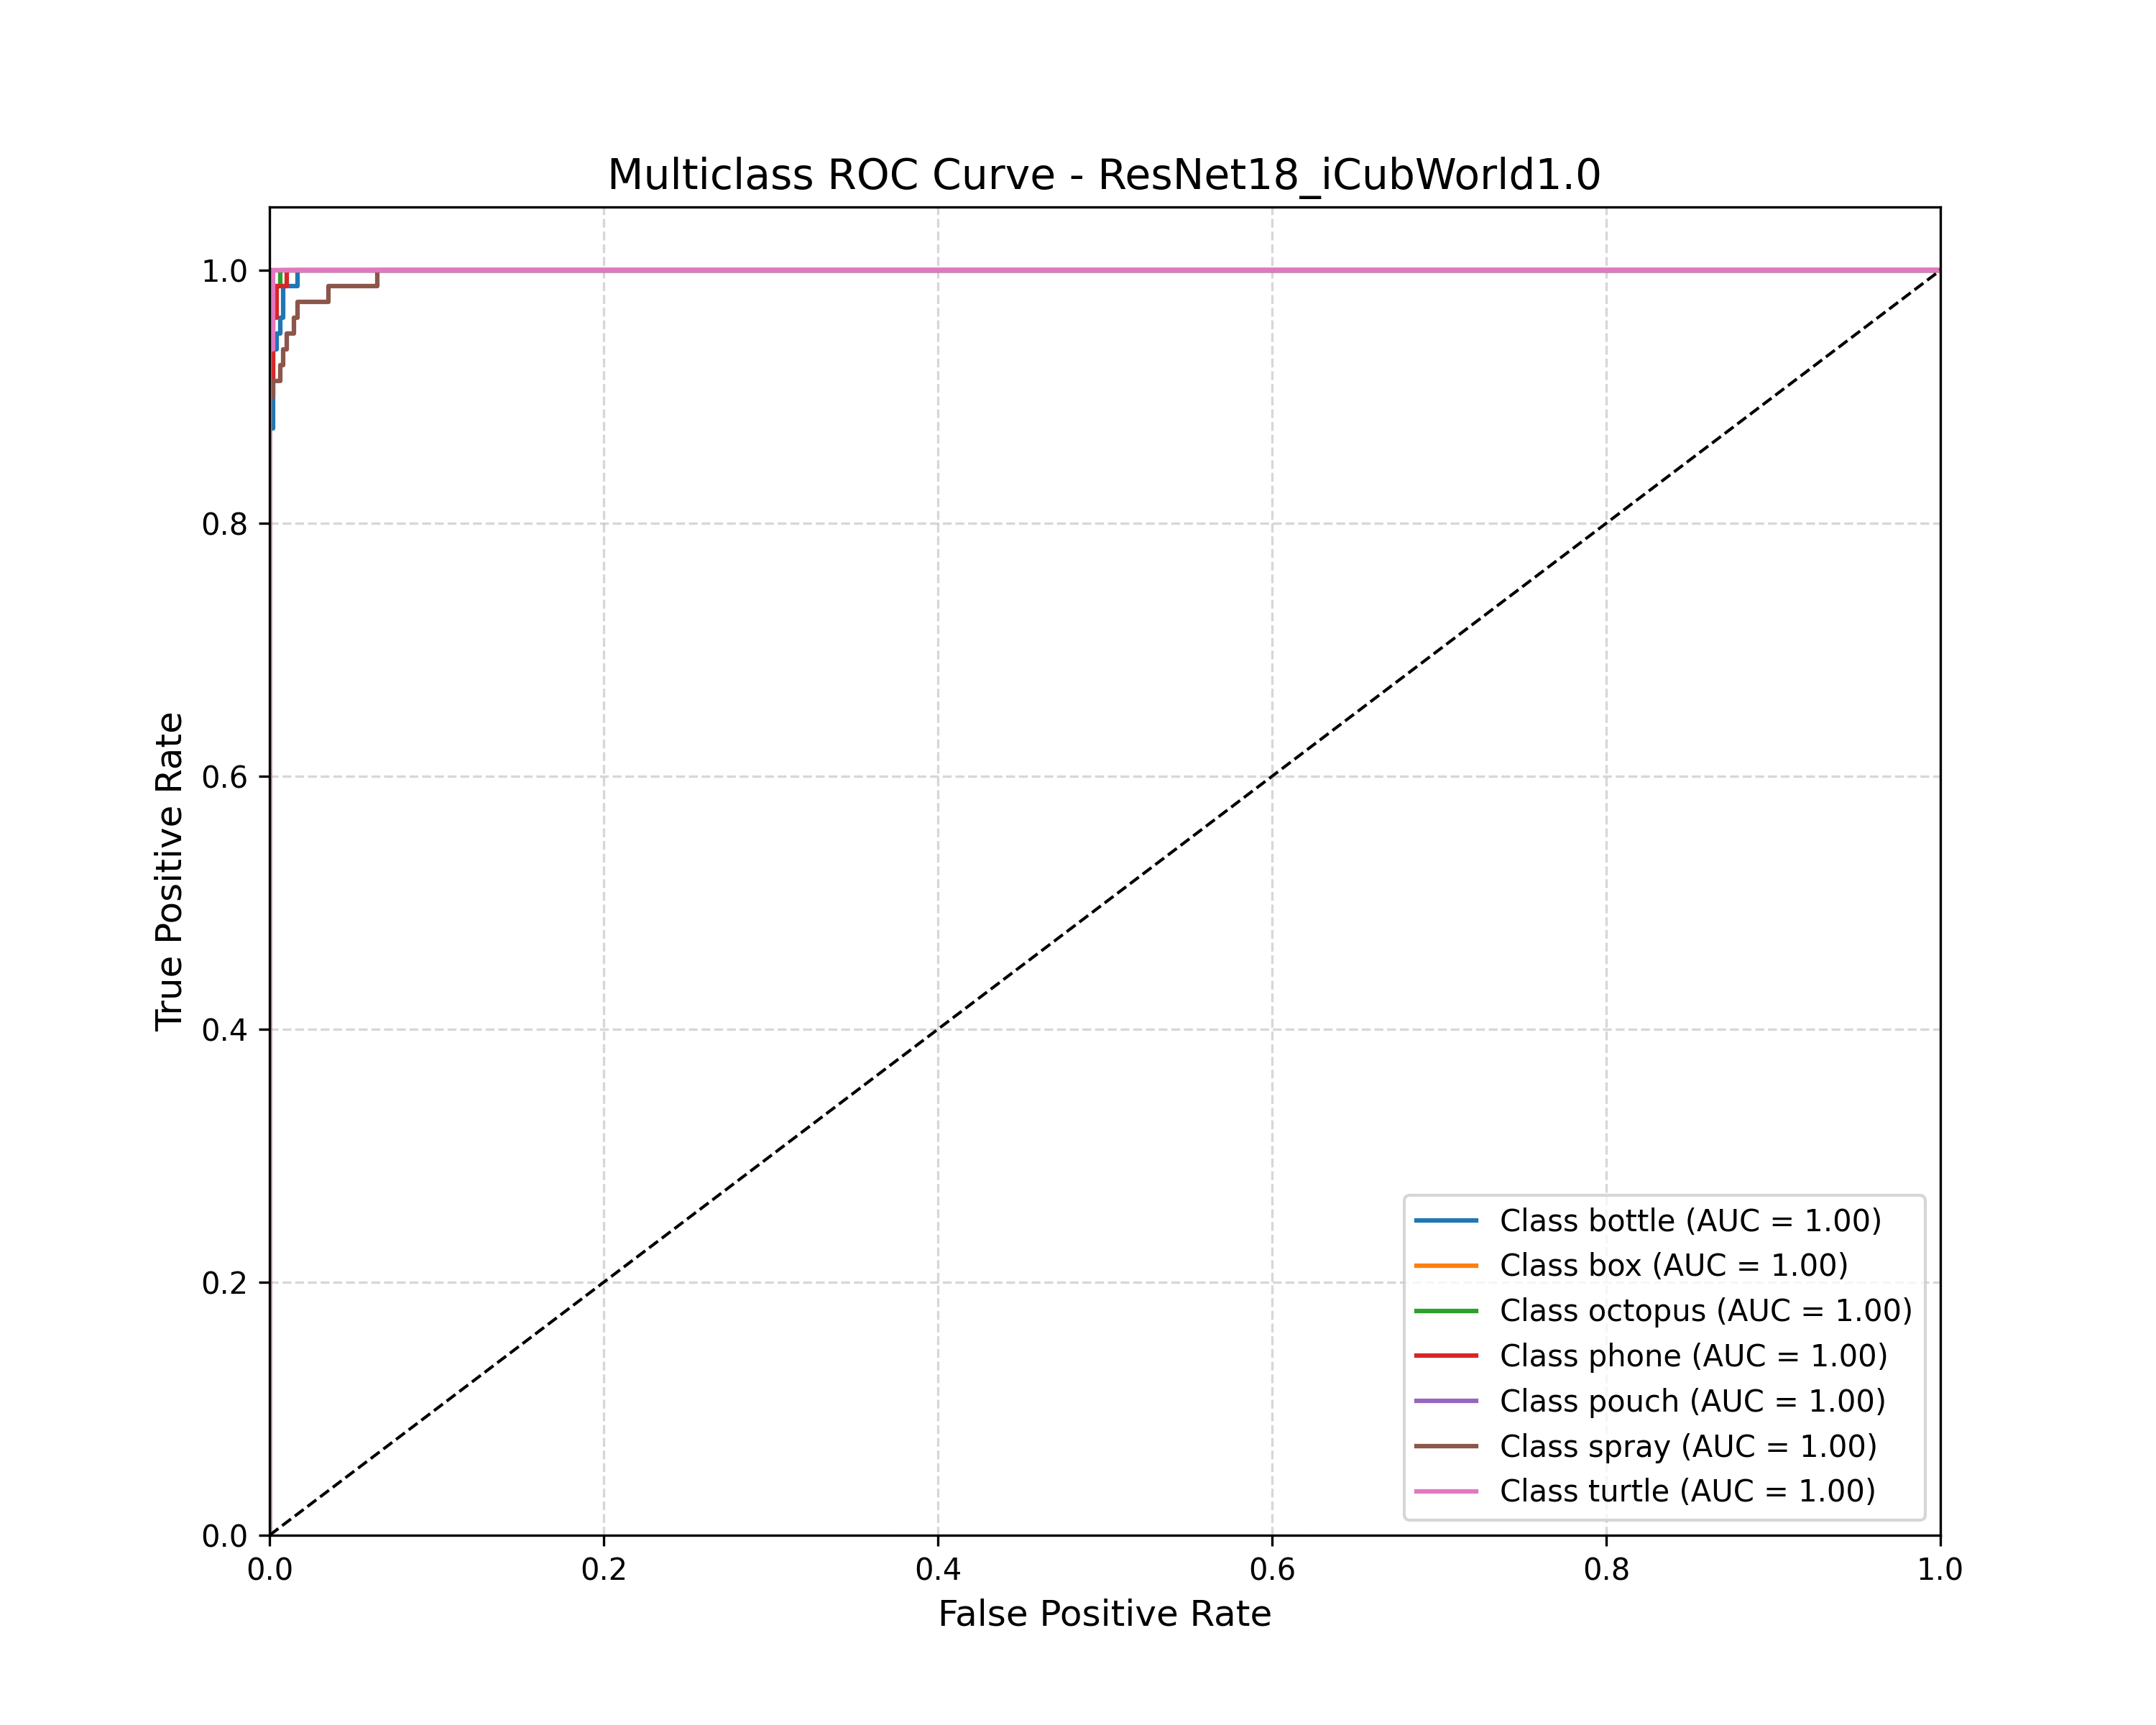 Multiclass ROC Curve - ResNet18_iCubWorld1.0
True Positive Rate
1.0
0.8
0.6
0.4
0.2
0.0
Class bottle (AUC = 1.00)
Class box (AUC = 1.00)
Class octopus (AUC = 1.00)
Class phone (AUC = 1.00)
Class pouch (AUC = 1.00)
Class spray (AUC = 1.00)
Class turtle (AUC = 1.00)
0.0 0.2 0.4 0.6 0.8 1.0
False Positive Rate